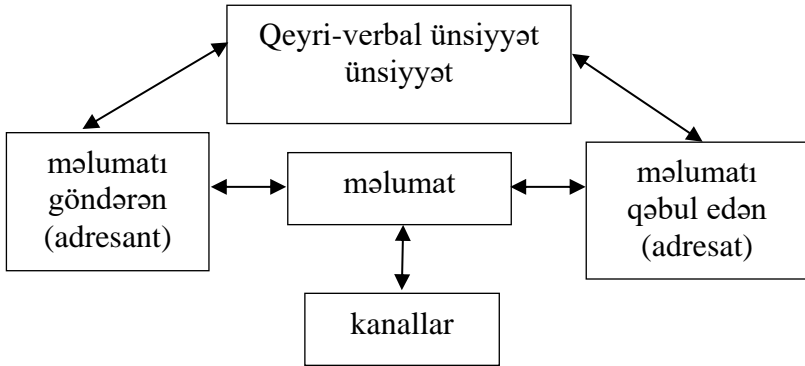 Qeyri-verbal ünsiyyət
ünsiyyət
məlumatı
göndərən
(adresant)
məlumat
məlumatı
qəbul edən
(adresat)
kanallar